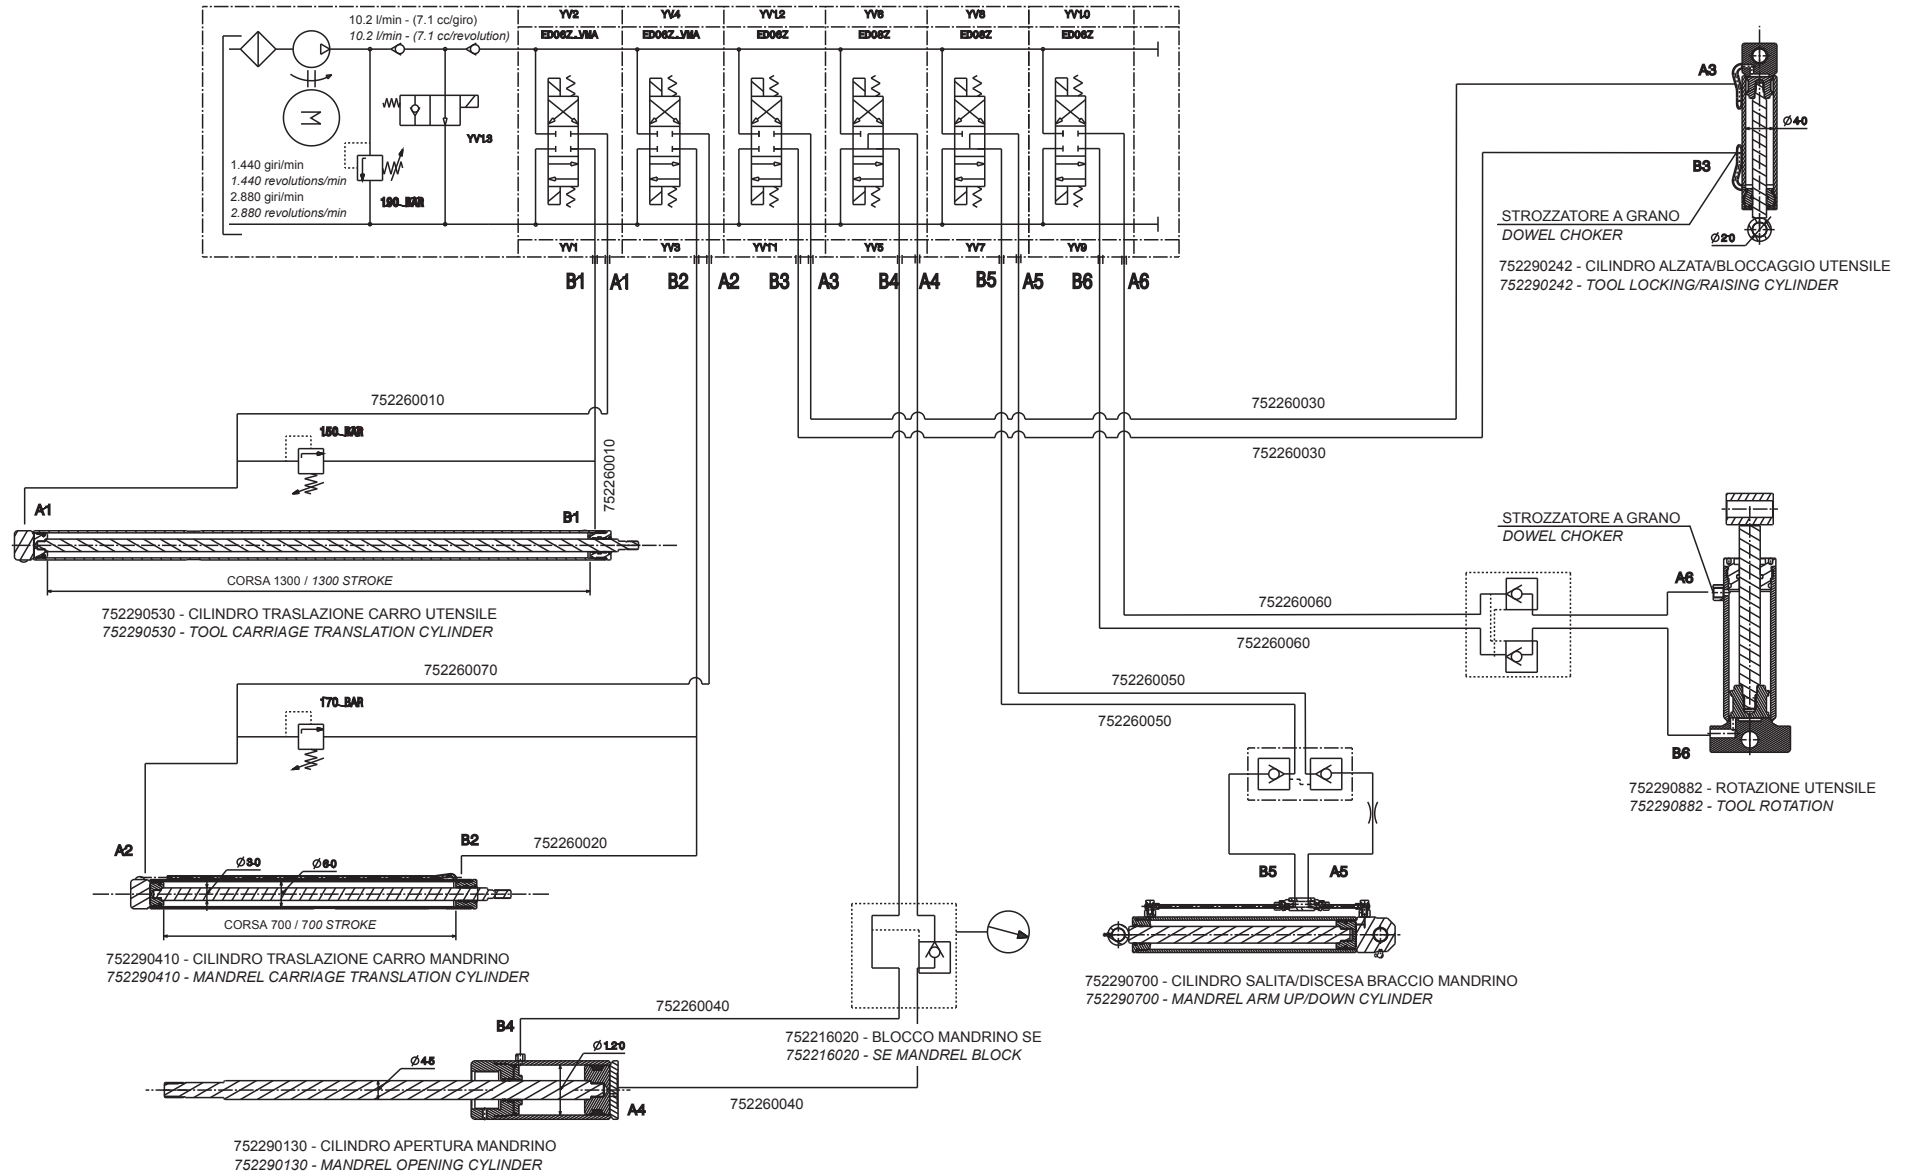 10.2 l/min - (7.1 cc/giro)
10.2 l/min - (7.1 cc/revolution)
YV2
YV4
YV12
YV6
YV8
YV10
ED06Z_VMA
ED06Z_VMA
ED06Z
ED08Z
ED08Z
ED06Z
M
YV13
1.440 giri/min
1.440 revolutions/min
2.880 giri/min
2.880 revolutions/min
190_BAR
YV1
YV3
YV11
YV5
YV7
YV9
B1
A1
B2
A2
B3
A3
B4
A4
B5
A5
B6
A6
A3
Ø40
B3
STROZZATORE A GRANO
DOWEL CHOKER
Ø20
752290242 - CILINDRO ALZATA/BLOCCAGGIO UTENSILE
752290242 - TOOL LOCKING/RAISING CYLINDER
752260010
752260030
150_BAR
752260010
752260030
A1
B1
CORSA 1300 / 1300 STROKE
752290530 - CILINDRO TRASLAZIONE CARRO UTENSILE
752290530 - TOOL CARRIAGE TRANSLATION CYLINDER
STROZZATORE A GRANO
DOWEL CHOKER
A6
752260060
752260060
B6
752290882 - ROTAZIONE UTENSILE
752290882 - TOOL ROTATION
752260070
170_BAR
752260050
752260050
A2
B2
752260020
Ø30
Ø60
CORSA 700 / 700 STROKE
752290410 - CILINDRO TRASLAZIONE CARRO MANDRINO
752290410 - MANDREL CARRIAGE TRANSLATION CYLINDER
B5
A5
752290700 - CILINDRO SALITA/DISCESA BRACCIO MANDRINO
752290700 - MANDREL ARM UP/DOWN CYLINDER
752260040
B4
752216020 - BLOCCO MANDRINO SE
752216020 - SE MANDREL BLOCK
Ø45
Ø120
A4
752260040
752290130 - CILINDRO APERTURA MANDRINO
752290130 - MANDREL OPENING CYLINDER